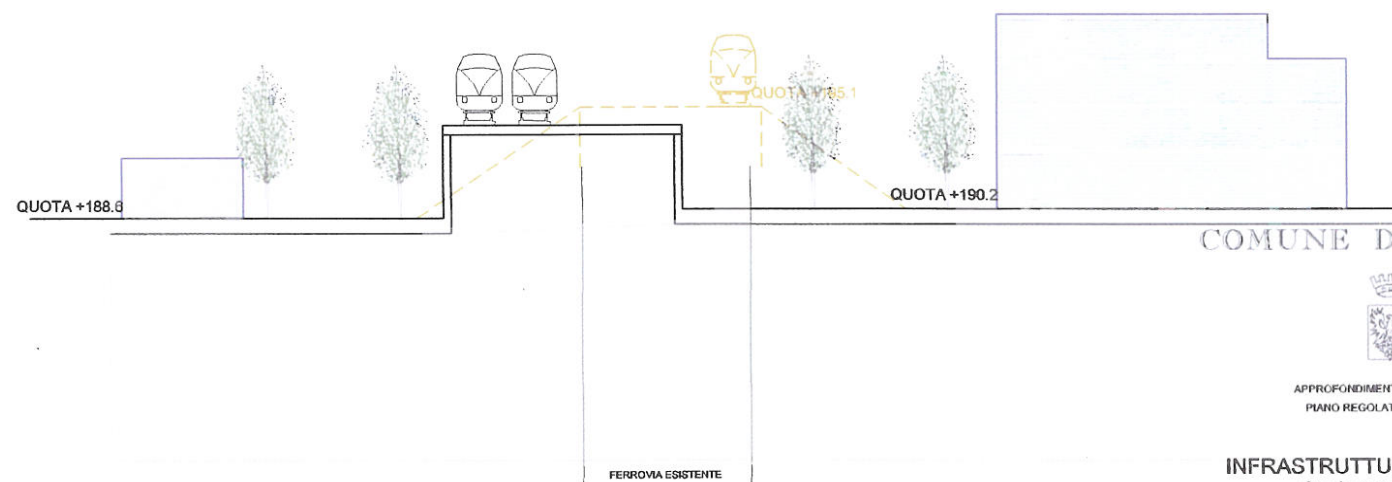 QUOTA +188.6
QUOTA +190.2
COMUNE D
APPROFONDIMENT
PIANO REGOLAT
FERROVIA ESISTENTE
INFRASTRUTTU